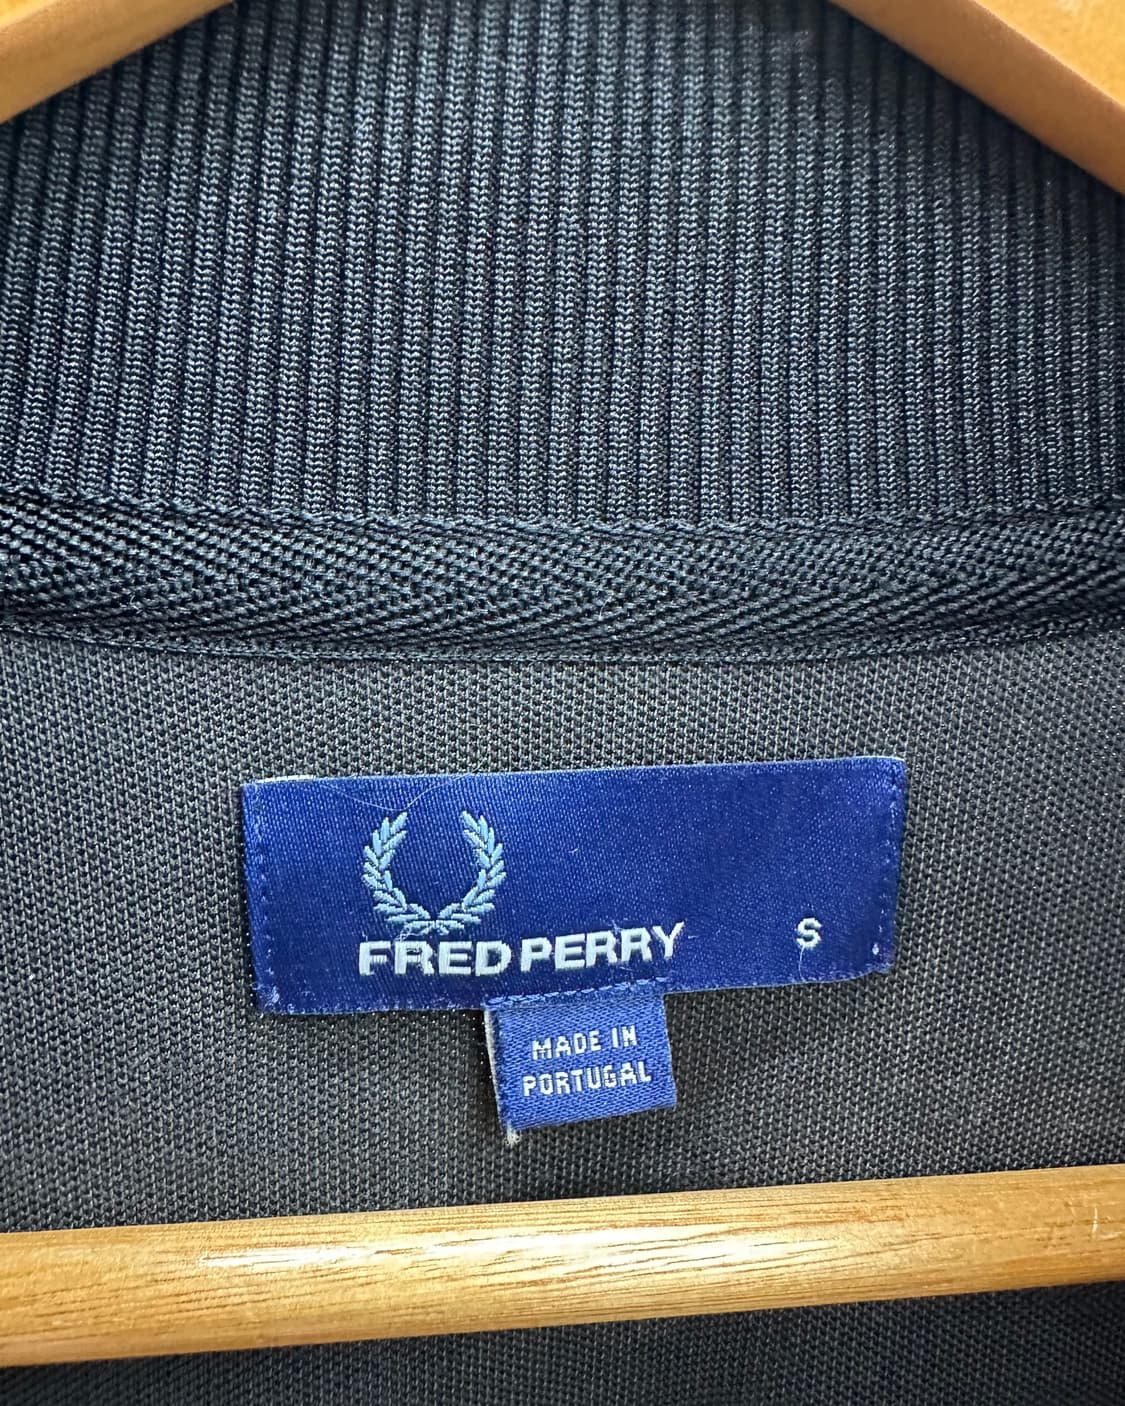 FRED PERRY
S
MADE IN
PORTUGAL